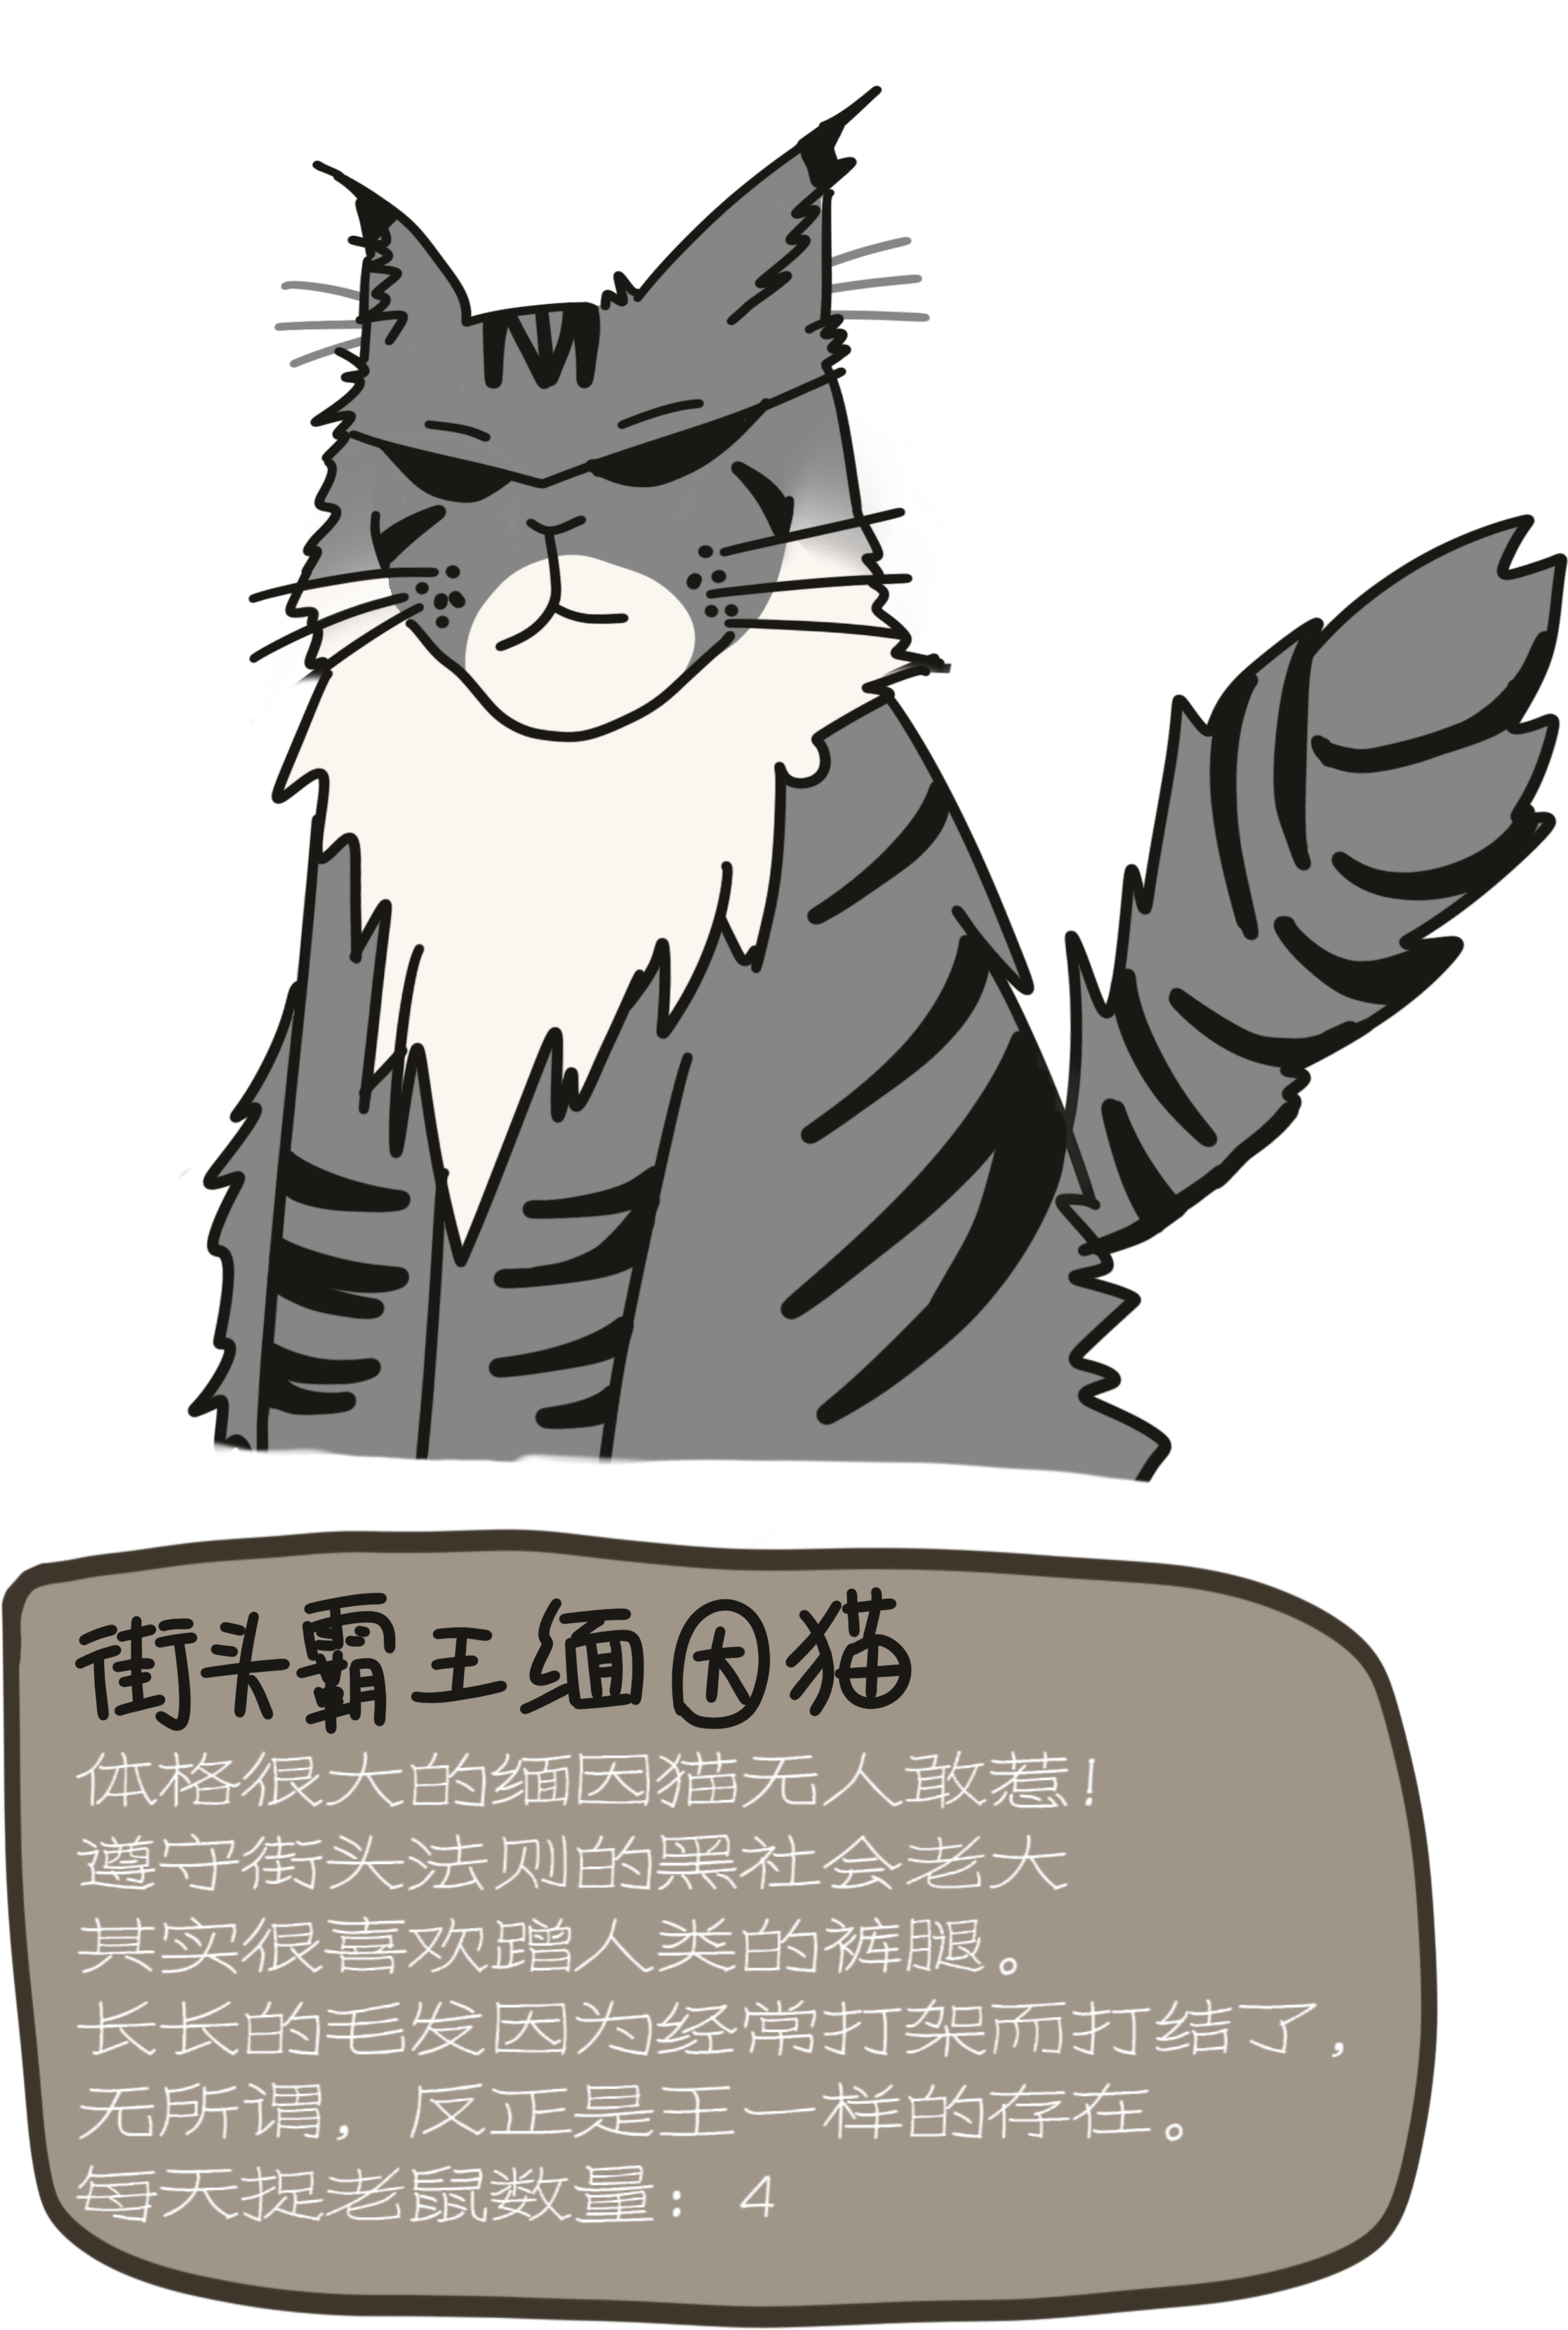 街头霸王缅因猫
体格很大的缅因猫无人敢惹！
遵守街头法则的黑社会老大
其实很喜欢蹭人类的裤腿。
长长的毛发因为经常打架而打结了，
无所谓，反正是王一样的存在。
每天捉老鼠数量：4